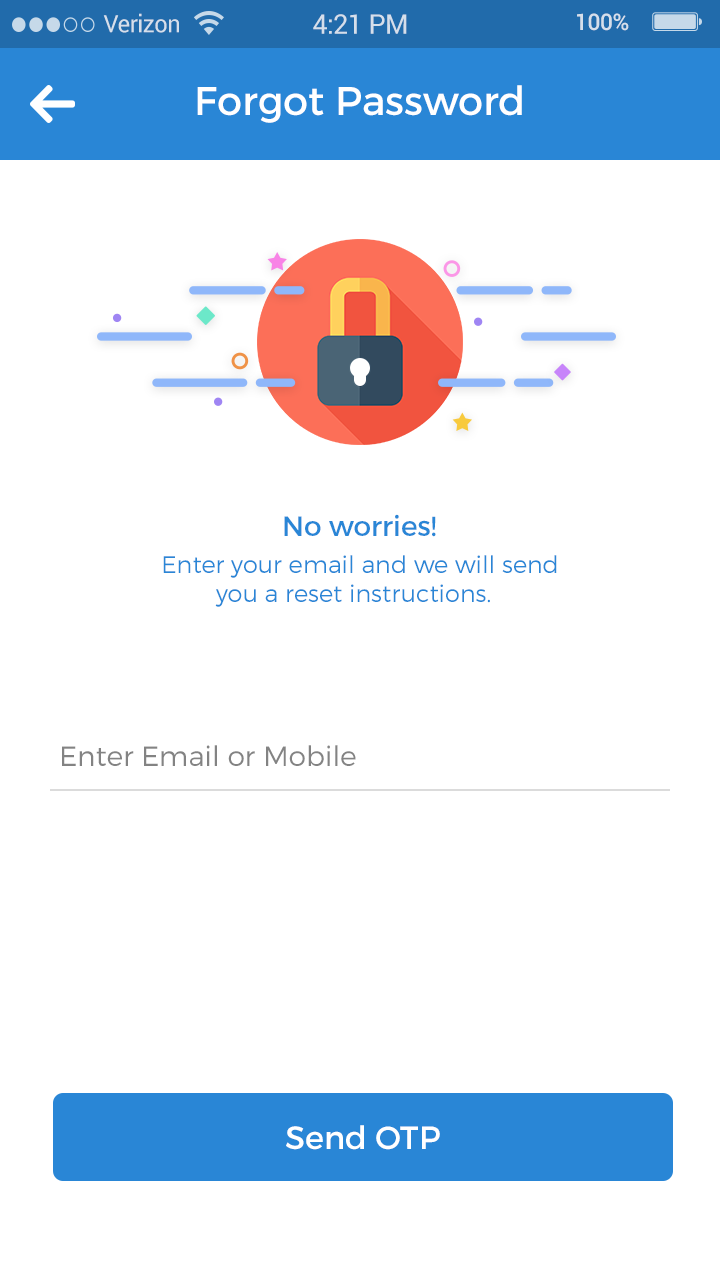 Verizon 4:21 PM 100%
Forgot Password
No worries!
Enter your email and we will send
you a reset instructions.
Enter Email or Mobile
Send OTP